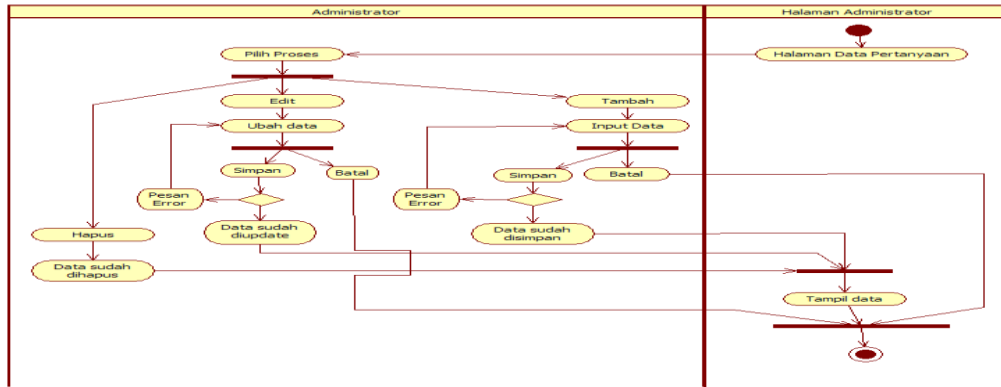 Administrator
Halaman Administrator
Pilih Proses
Halaman Data Pertanyaan
Edit
Tambah
Ubah data
Input Data
Simpan
Batal
Simpan
Batal
Pesan
Error
Pesan
Error
Hapus
Data sudah
diupdate
Data sudah
disimpan
Data sudah
dihapus
Tampil data